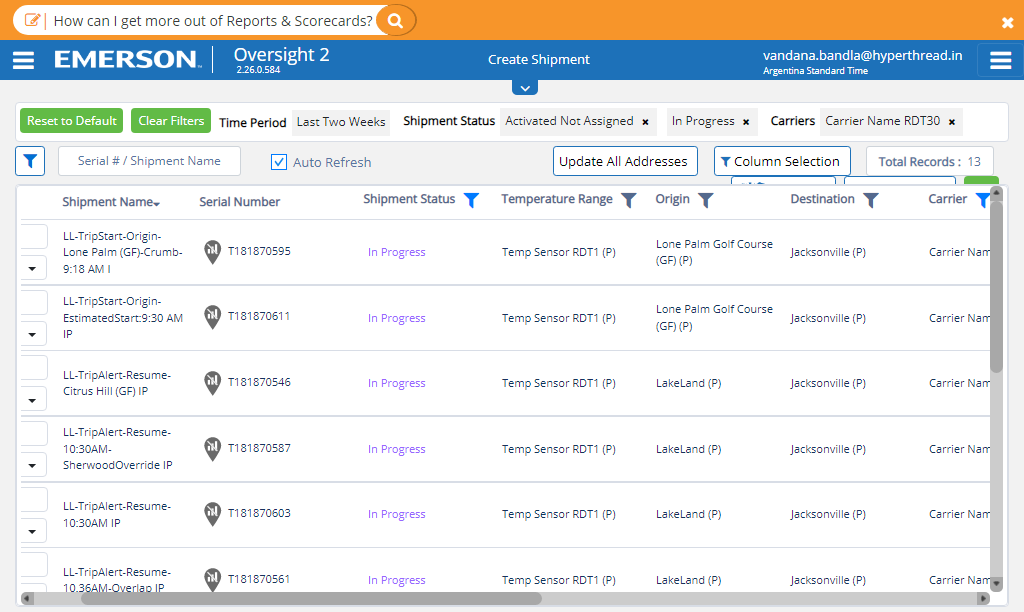 How can I get more out of Reports & Scorecards?
EMERSON
Oversight 2
2.26.0.584
Create Shipment
vandana.bandla@hyperthread.in
Argentina Standard Time
Reset to Default
Clear Filters
Time Period
Last Two Weeks
Shipment Status
Activated Not Assigned ×
In Progress ×
Carriers
Carrier Name RDT30 ×
Serial # / Shipment Name
Auto Refresh
Update All Addresses
Column Selection
Total Records : 13
Shipment Name
Serial Number
Shipment Status
Temperature Range
Origin
Destination
Carrier
LL-TripStart-Origin-
Lone Palm (GF)-Crumb-
9:18 AM I
T181870595
In Progress
Temp Sensor RDT1 (P)
Lone Palm Golf Course
(GF) (P)
Jacksonville (P)
Carrier Nam
LL-TripStart-Origin-
EstimatedStart:9:30 AM
IP
T181870611
In Progress
Temp Sensor RDT1 (P)
Lone Palm Golf Course
(GF) (P)
Jacksonville (P)
Carrier Nam
LL-TripAlert-Resume-
Citrus Hill (GF) IP
T181870546
In Progress
Temp Sensor RDT1 (P)
LakeLand (P)
Jacksonville (P)
Carrier Nam
LL-TripAlert-Resume-
10:30AM-
SherwoodOverride IP
T181870587
In Progress
Temp Sensor RDT1 (P)
LakeLand (P)
Jacksonville (P)
Carrier Nam
LL-TripAlert-Resume-
10:30AM IP
T181870603
In Progress
Temp Sensor RDT1 (P)
LakeLand (P)
Jacksonville (P)
Carrier Nam
LL-TripAlert-Resume-
10.36AM-Overlap IP
T181870561
In Progress
Temp Sensor RDT1 (P)
LakeLand (P)
Jacksonville (P)
Carrier Nam